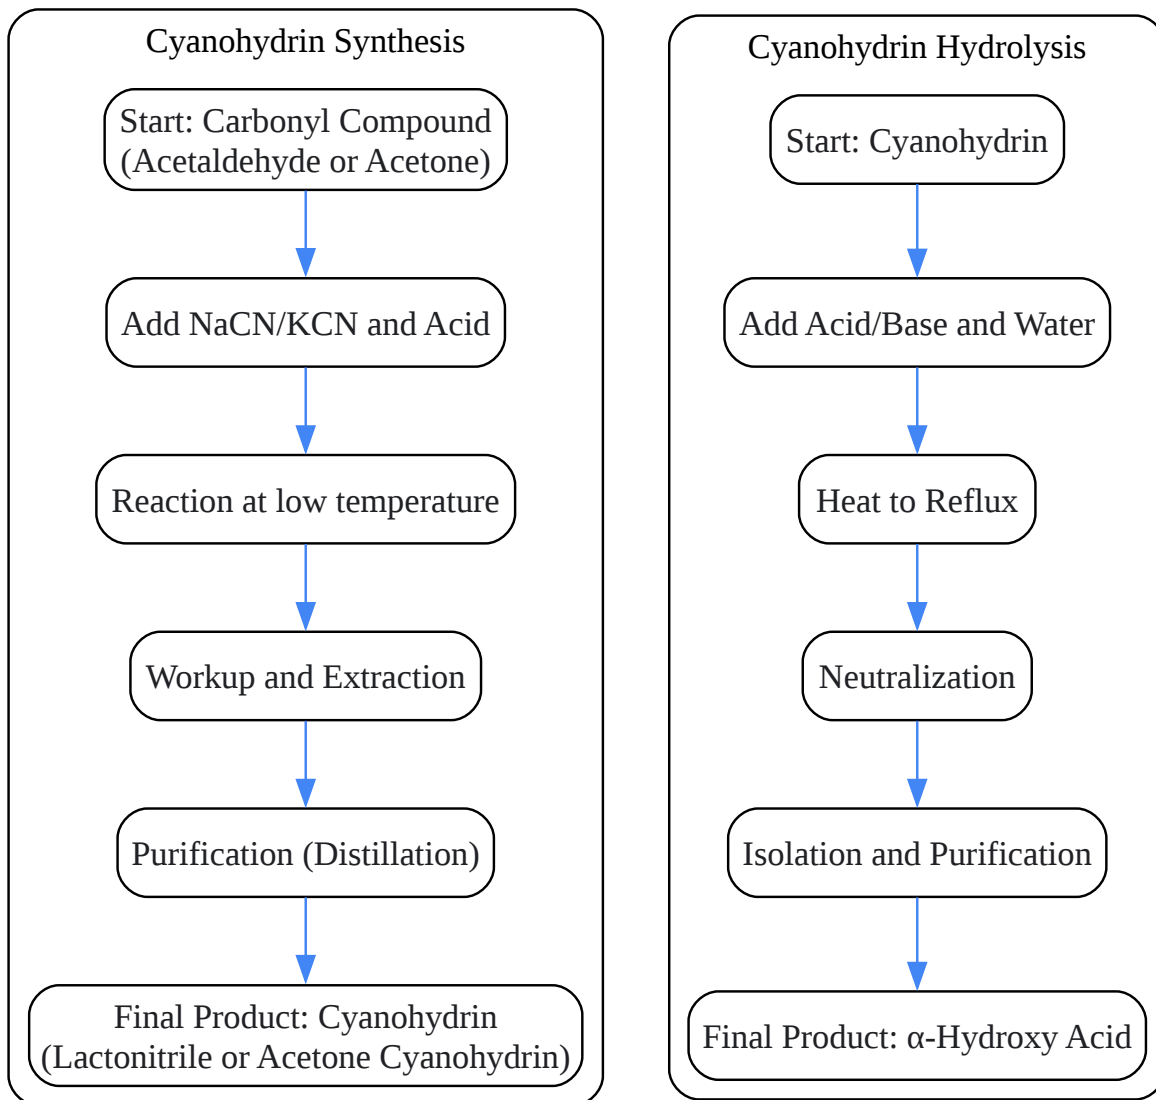 Cyanohydrin Synthesis
Start: Carbonyl Compound
(Acetaldehyde or Acetone)
Add NaCN/KCN and Acid
Reaction at low temperature
Workup and Extraction
Purification (Distillation)
Final Product: Cyanohydrin
(Lactonitrile or Acetone Cyanohydrin)
Cyanohydrin Hydrolysis
Start: Cyanohydrin
Add Acid/Base and Water
Heat to Reflux
Neutralization
Isolation and Purification
Final Product: α-Hydroxy Acid